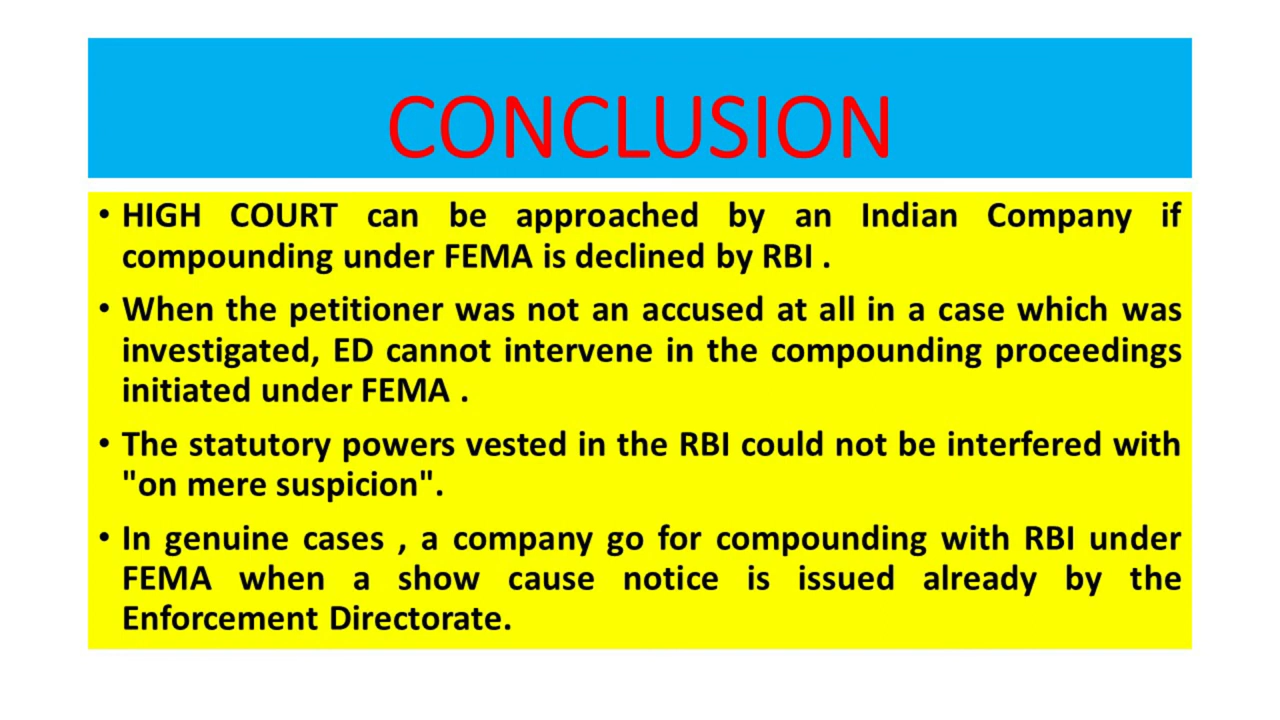 CONCLUSION
• HIGH COURT can be approached by an Indian Company if
compounding under FEMA is declined by RBI .
• When the petitioner was not an accused at all in a case which was
investigated, ED cannot intervene in the compounding proceedings
initiated under FEMA .
• The statutory powers vested in the RBI could not be interfered with
"on mere suspicion".
• In genuine cases , a company go for compounding with RBI under
FEMA when a show cause notice is issued already by the
Enforcement Directorate.